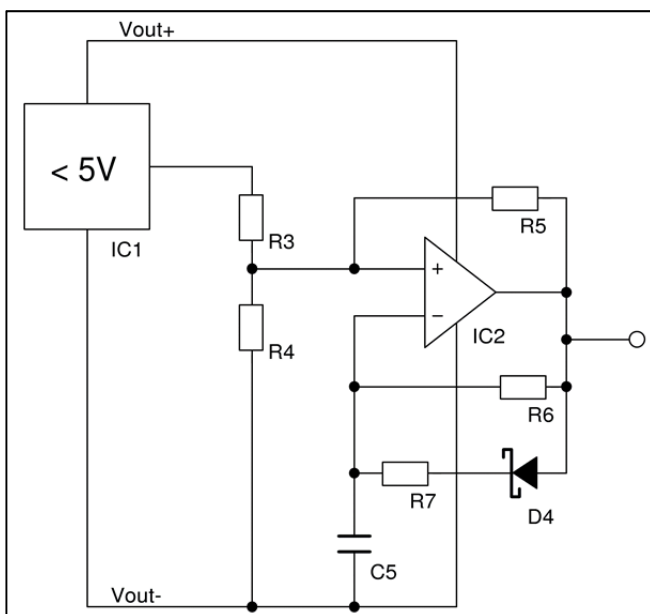 Vout+
< 5V
IC1
R3
R5
+
−
IC2
R4
R6
R7
D4
C5
Vout-